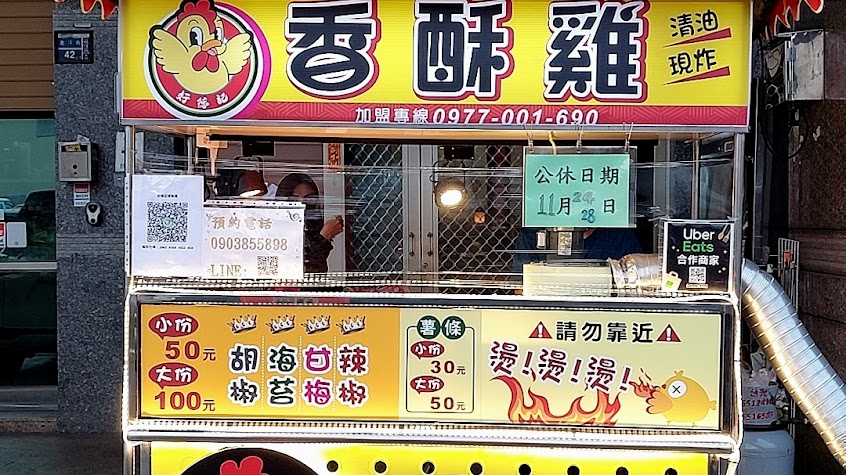 香酥雞
清油
現炸
好德記
加盟專線0977-001-690
42
預約電話
0903855898
LINE:
公休日期
11月24 28日
Uber
Eats
合作商家
小份
50元
大份
100元
胡椒
海苔
甘梅
辣椒
薯條
小份
30元
大份
50元
請勿靠近
燙!燙!燙!